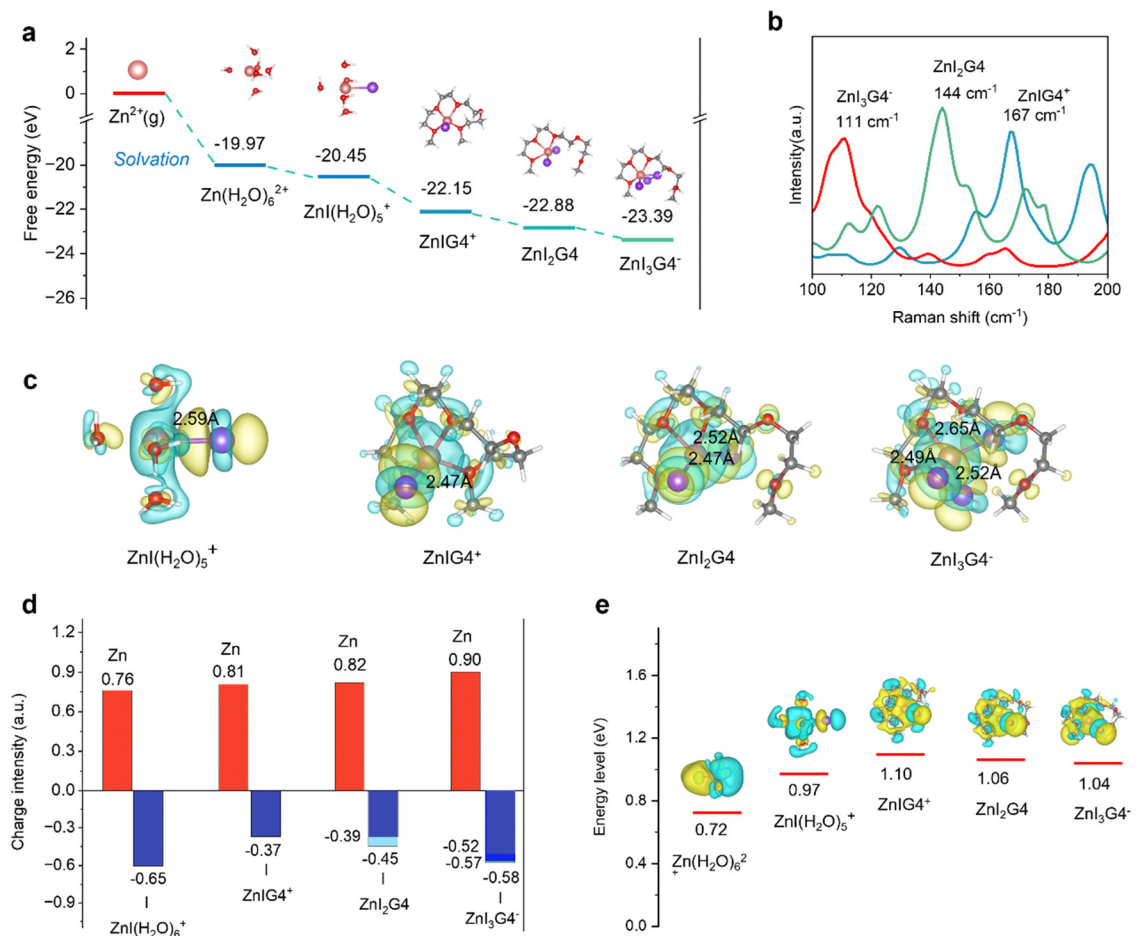 a
2
0
−20
−22
−24
−26
Free energy (eV)
Zn²⁺(g)
Solvation
-19.97
Zn(H₂O)₆²⁺
-20.45
ZnI(H₂O)₅⁺
-22.15
ZnIG4⁺
-22.88
ZnI₂G4
-23.39
ZnI₃G4⁻
b
Intensity(a.u.)
ZnI₃G4⁻
111 cm⁻¹
ZnI₂G4
144 cm⁻¹
ZnIG4⁺
167 cm⁻¹
100 120 140 160 180 200
Raman shift (cm⁻¹)
c
2.59Å
ZnI(H₂O)₅⁺
2.47Å
ZnIG4⁺
2.52Å
2.47Å
ZnI₂G4
2.65Å
2.49Å
2.52Å
ZnI₃G4⁻
d
Charge intensity (a.u.)
1.2
0.9
0.6
0.3
0.0
−0.3
−0.6
−0.9
Zn
0.76
Zn
0.81
Zn
0.82
Zn
0.90
-0.65
I
ZnI(H₂O)₆⁺
-0.37
I
ZnIG4⁺
-0.39
-0.45
I
ZnI₂G4
-0.52
-0.57
-0.58
I
ZnI₃G4⁻
e
Energy level (eV)
1.6
1.2
0.8
0.4
0.0
0.72
Zn(H₂O)₆²
+
0.97
ZnI(H₂O)₅⁺
1.10
ZnIG4⁺
1.06
ZnI₂G4
1.04
ZnI₃G4⁻